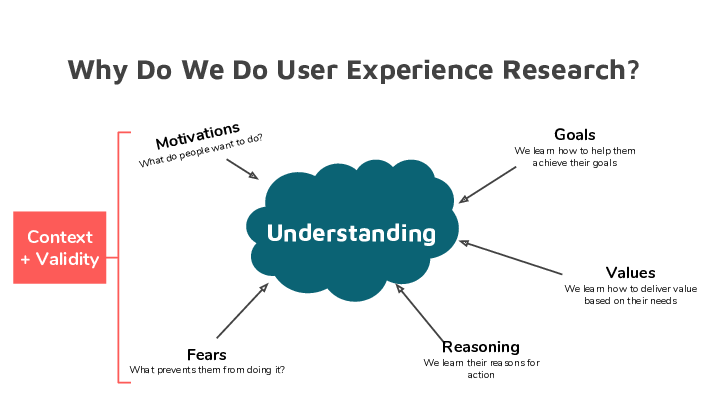 Why Do We Do User Experience Research?
Motivations
What do people want to do?
Goals
We learn how to help them
achieve their goals
Context
+ Validity
Understanding
Values
We learn how to deliver value
based on their needs
Fears
What prevents them from doing it?
Reasoning
We learn their reasons for
action